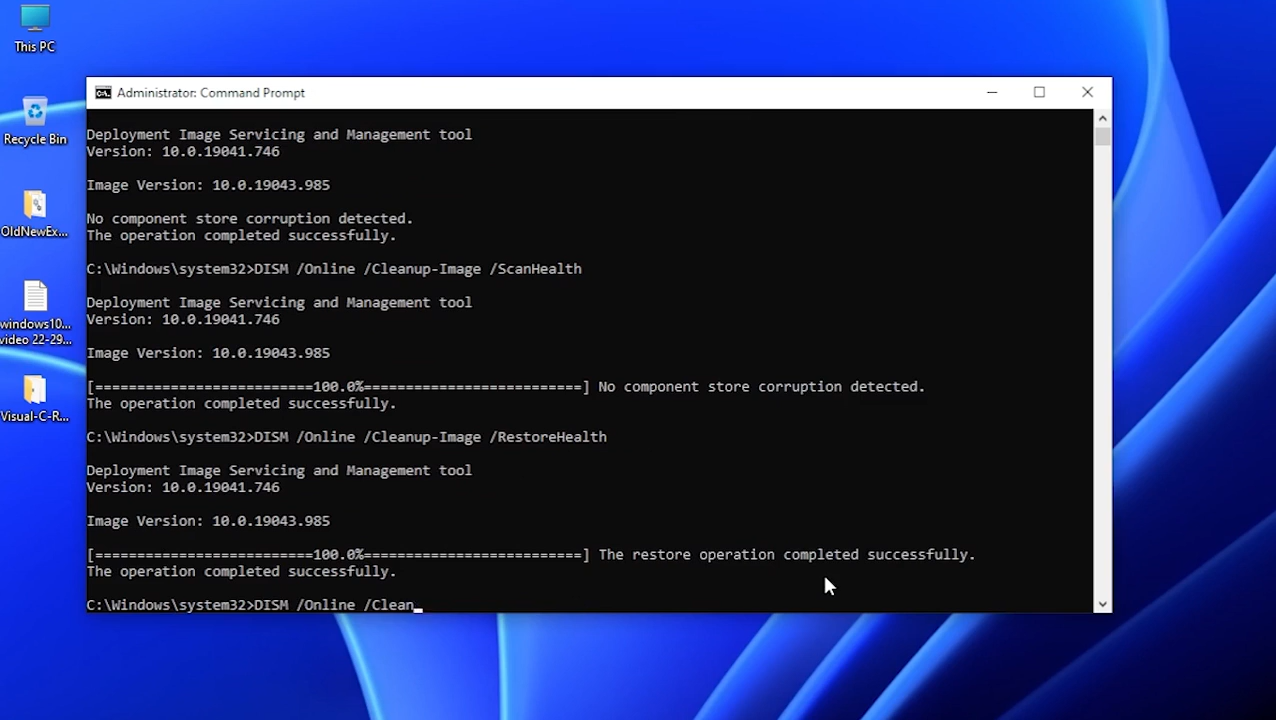 This PC
Recycle Bin
OldNewEx...
windows10...
video 22-29...
Visual-C-R...
Administrator: Command Prompt
Deployment Image Servicing and Management tool
Version: 10.0.19041.746
Image Version: 10.0.19043.985
No component store corruption detected.
The operation completed successfully.
C:\Windows\system32>DISM /Online /Cleanup-Image /ScanHealth
Deployment Image Servicing and Management tool
Version: 10.0.19041.746
Image Version: 10.0.19043.985
[==========================100.0%==========================] No component store corruption detected.
The operation completed successfully.
C:\Windows\system32>DISM /Online /Cleanup-Image /RestoreHealth
Deployment Image Servicing and Management tool
Version: 10.0.19041.746
Image Version: 10.0.19043.985
[==========================100.0%==========================] The restore operation completed successfully.
The operation completed successfully.
C:\Windows\system32>DISM /Online /Clean_